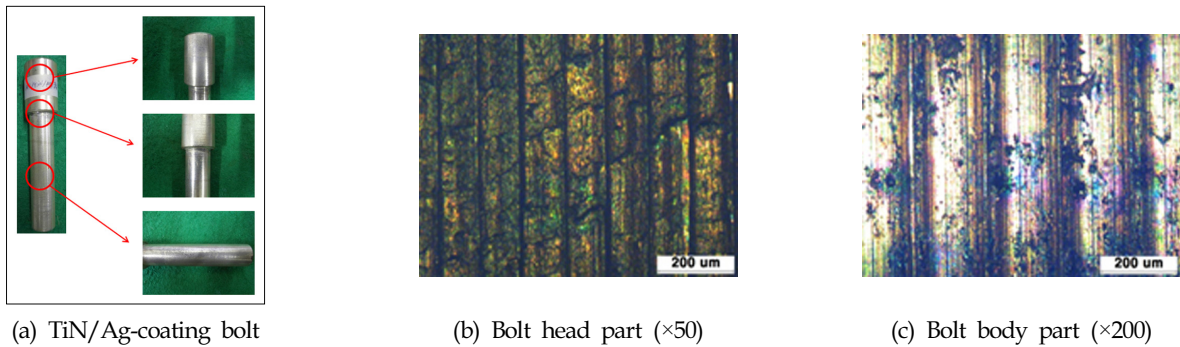 200 um
200 um
(a) TiN/Ag-coating bolt
(b) Bolt head part (×50)
(c) Bolt body part (×200)